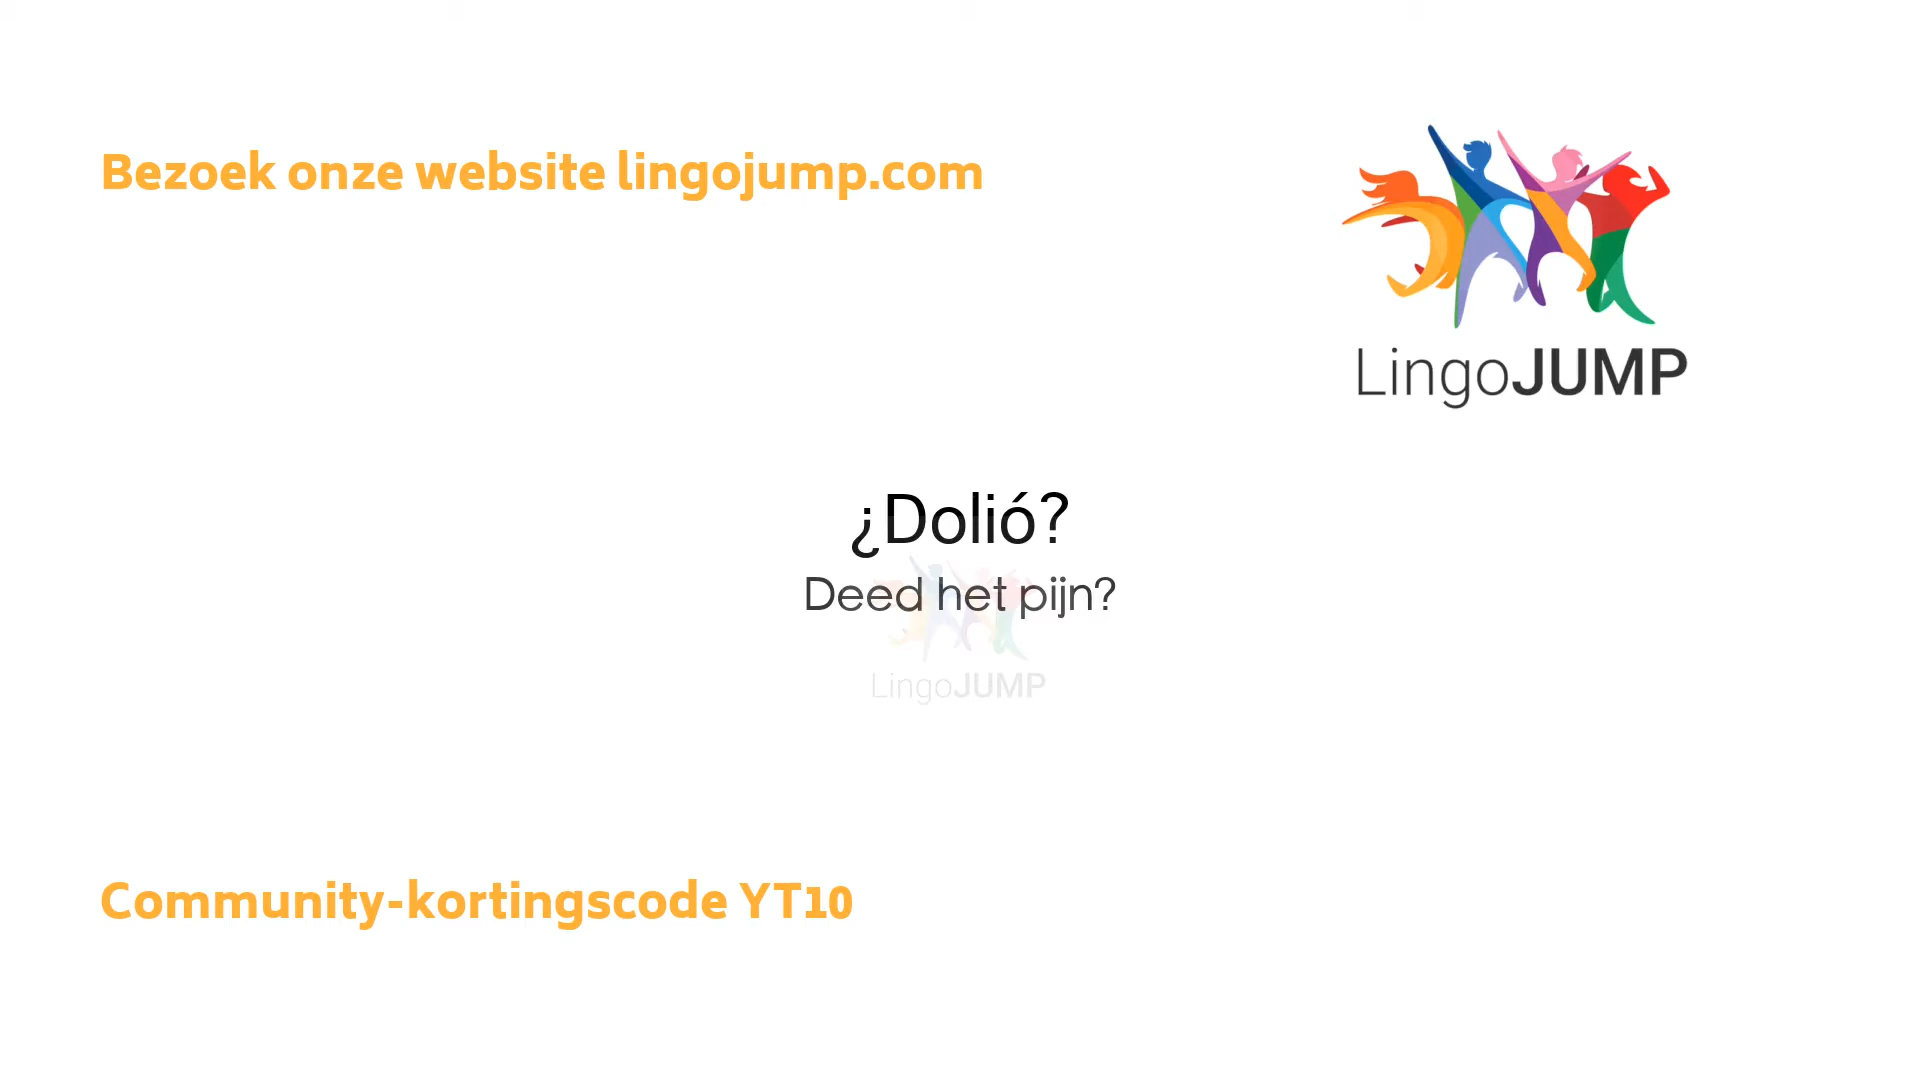 Bezoek onze website lingojump.com
LingoJUMP
¿Dolió?
Deed het pijn?
LingoJUMP
Community-kortingscode YT10